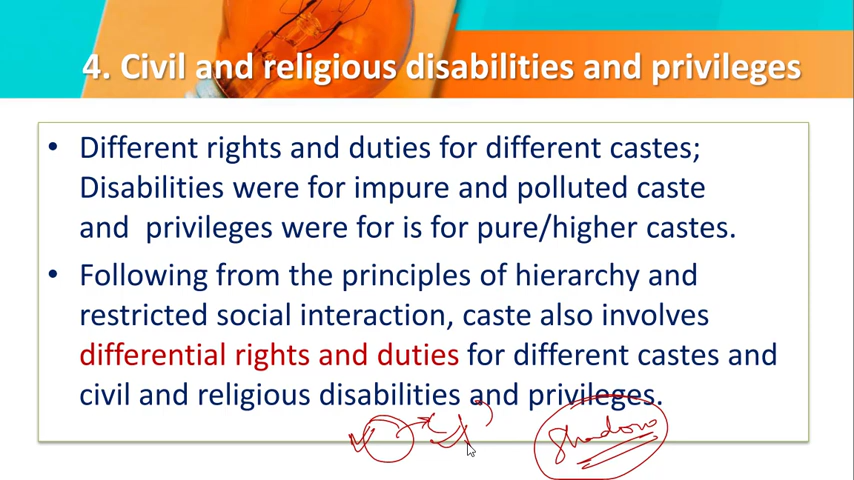 4. Civil and religious disabilities and privileges
• Different rights and duties for different castes;
Disabilities were for impure and polluted caste
and privileges were for is for pure/higher castes.
• Following from the principles of hierarchy and
restricted social interaction, caste also involves
differential rights and duties for different castes and
civil and religious disabilities and privileges.
Shadow